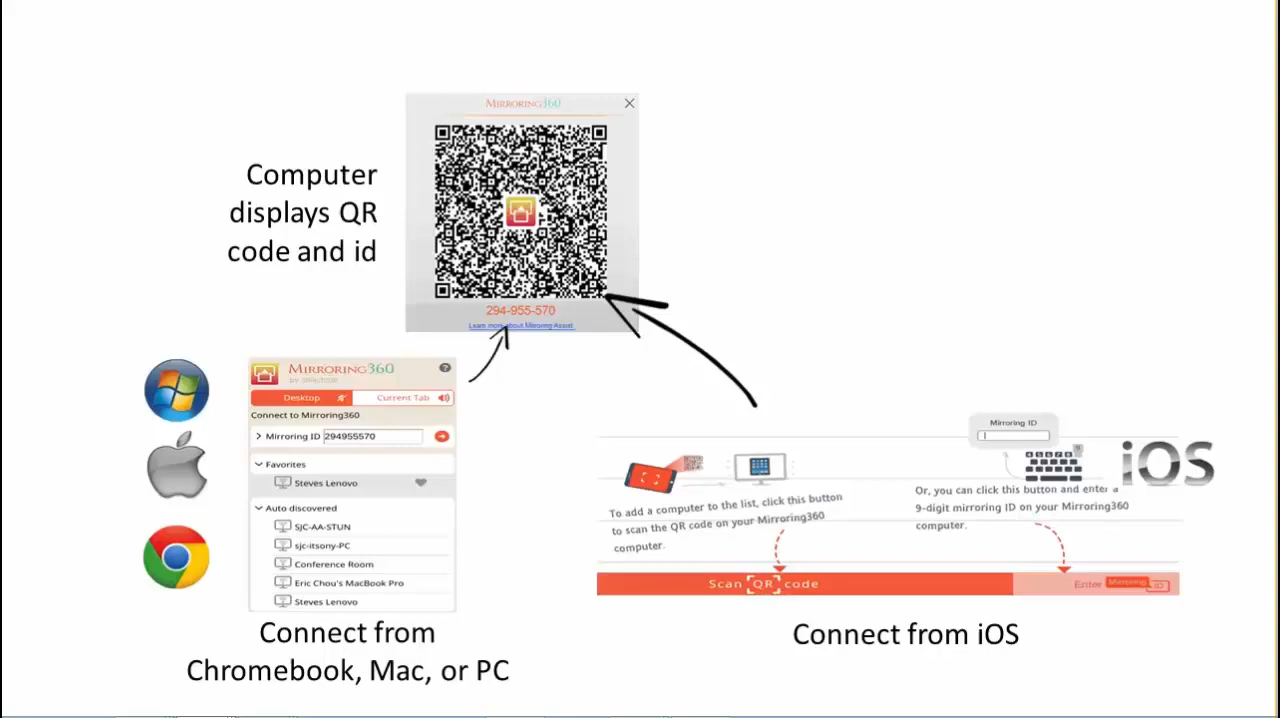 MIRRORING360
Computer
displays QR
code and id
294-955-570
Learn more about Mirroring Assist
MIRRORING360
Desktop
Current Tab
Connect to Mirroring360
Mirroring ID 294955570
Favorites
Steves Lenovo
Auto discovered
SJC-AA-STUN
sjc-itsony-PC
Conference Room
Eric Chou's MacBook Pro
Steves Lenovo
Connect from
Chromebook, Mac, or PC
Mirroring ID
iOS
To add a computer to the list, click this button
to scan the QR code on your Mirroring360
computer.
Or, you can click this button and enter a
9-digit mirroring ID on your Mirroring360
computer.
Scan QR code
Enter Mirroring ID
Connect from iOS